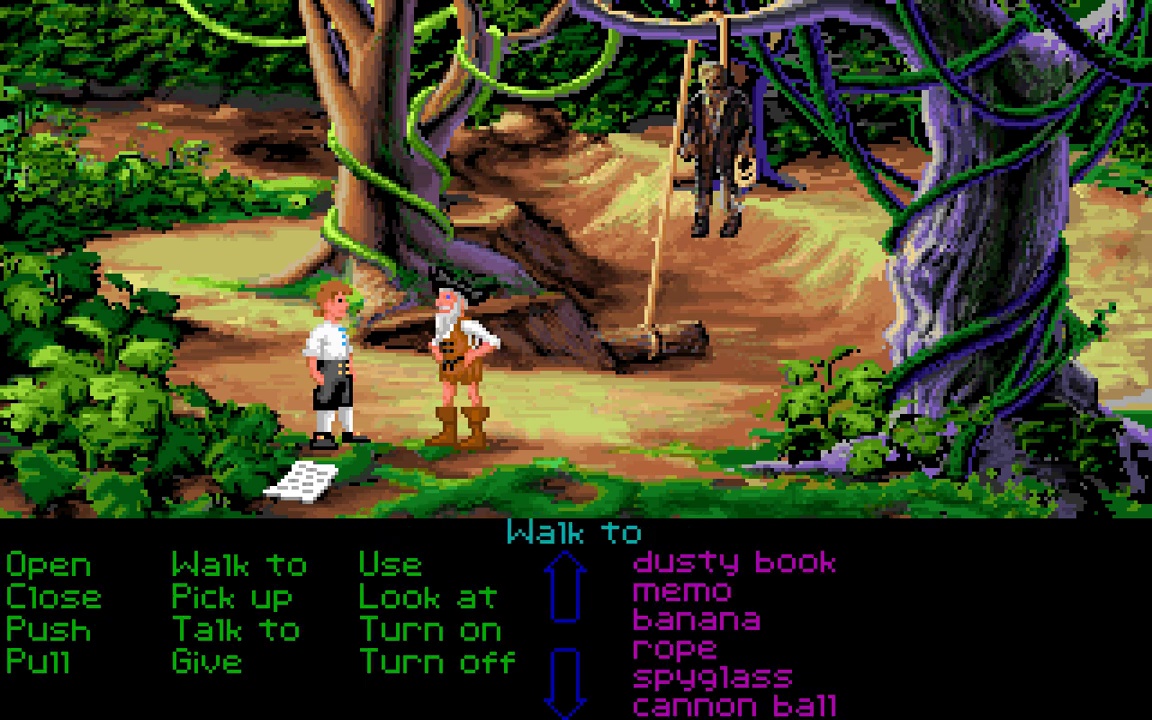 Walk to
Open Walk to Use
Close Pick up Look at
Push Talk to Turn on
Pull Give Turn off
dusty book
memo
banana
rope
spyglass
cannon ball